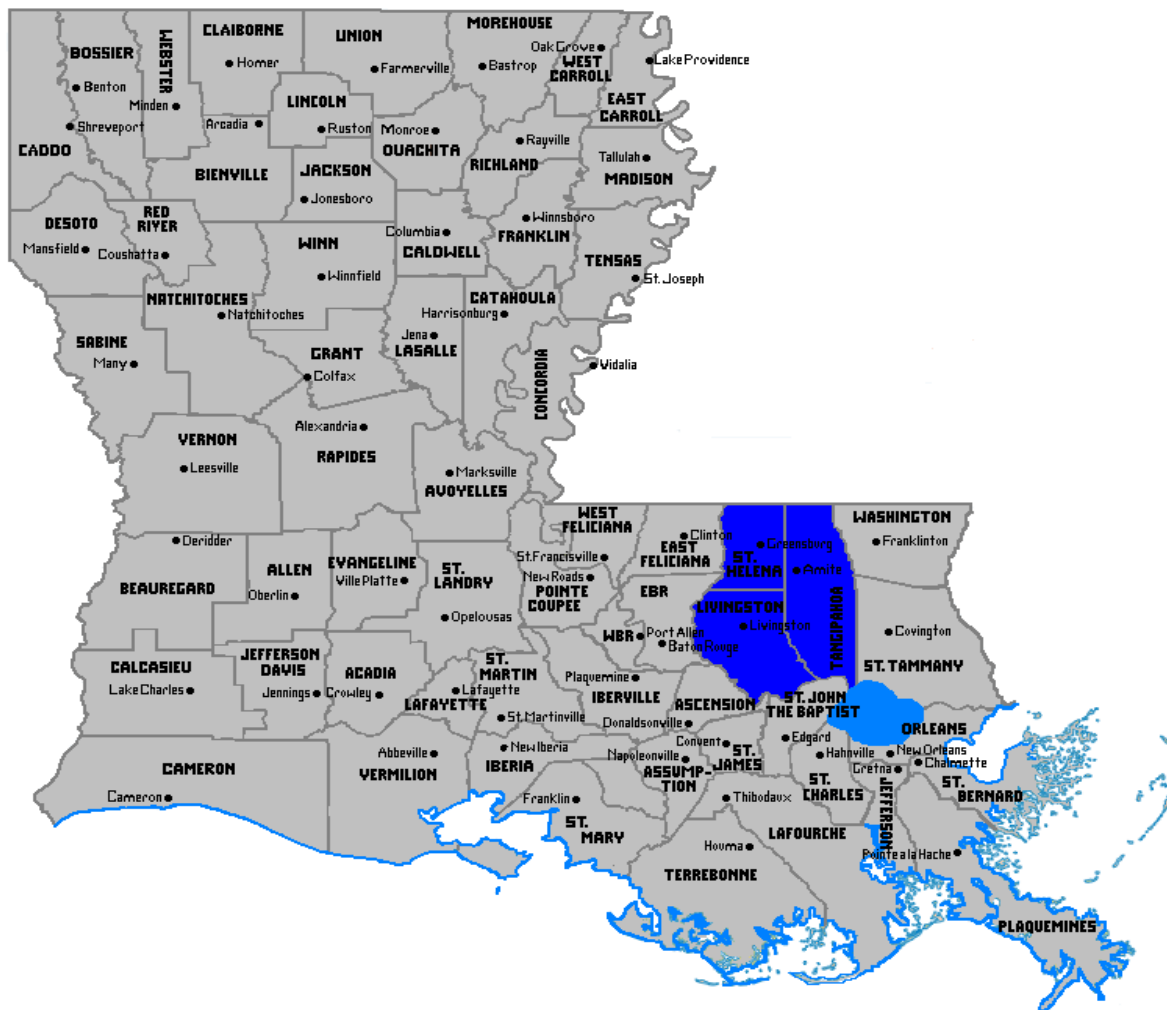 MOREHOUSE
CLAIBORNE
UNION
WEBSTER
BOSSIER
Oak Grove
WEST
CARROLL
Lake Providence
Homer
Farmerville
Bastrop
Benton
Minden
LINCOLN
EAST
CARROLL
Shreveport
Arcadia
Ruston
Monroe
Rayville
CADDO
OUACHITA
RICHLAND
Tallulah
MADISON
BIENVILLE
JACKSON
Jonesboro
RED
RIVER
DESOTO
Winnsboro
Columbia
FRANKLIN
WINN
Mansfield
Coushatta
CALDWELL
TENSAS
Winnfield
St. Joseph
NATCHITOCHES
CATAHOULA
Natchitoches
Harrisonburg
SABINE
Jena
LASALLE
GRANT
Many
Colfax
CONCORDIA
Vidalia
VERNON
Alexandria
RAPIDES
Leesville
Marksville
AVOYELLES
WEST
FELICIANA
WASHINGTON
Deridder
Clinton
Greensburg
Franklinton
EAST
FELICIANA
ST.
HELENA
St. Francisville
EVANGELINE
Ville Platte
ALLEN
ST.
LANDRY
New Roads
POINTE
COUPEE
Amite
BEAUREGARD
Oberlin
EBR
LIVINGSTON
Opelousas
Livingston
TANGIPAHOA
WBR
Port Allen
Baton Rouge
Covington
JEFFERSON
DAVIS
CALCASIEU
ACADIA
ST.
MARTIN
ST. TAMMANY
Plaquemine
Lake Charles
Jennings
Crowley
Lafayette
LAFAYETTE
IBERVILLE
ASCENSION
ST. JOHN
THE BAPTIST
St. Martinville
Donaldsonville
ORLEANS
Convent
Edgard
New Iberia
Napoleonville
ST.
JAMES
Hahnville
New Orleans
Chalmette
Abbeville
IBERIA
ASSUMP-
TION
Gretna
CAMERON
VERMILION
ST.
CHARLES
JEFFERSON
ST.
BERNARD
Cameron
Franklin
Thibodaux
ST.
MARY
LAFOURCHE
Houma
Pointe a la Hache
TERREBONNE
PLAQUEMINES